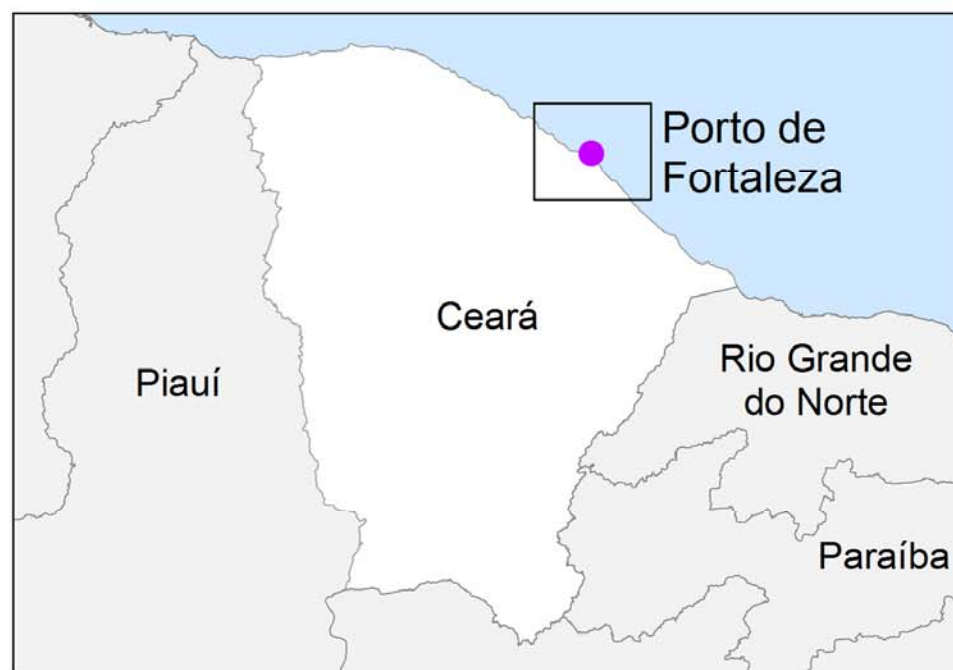 Porto de
Fortaleza
Ceará
Piauí
Rio Grande
do Norte
Paraíba